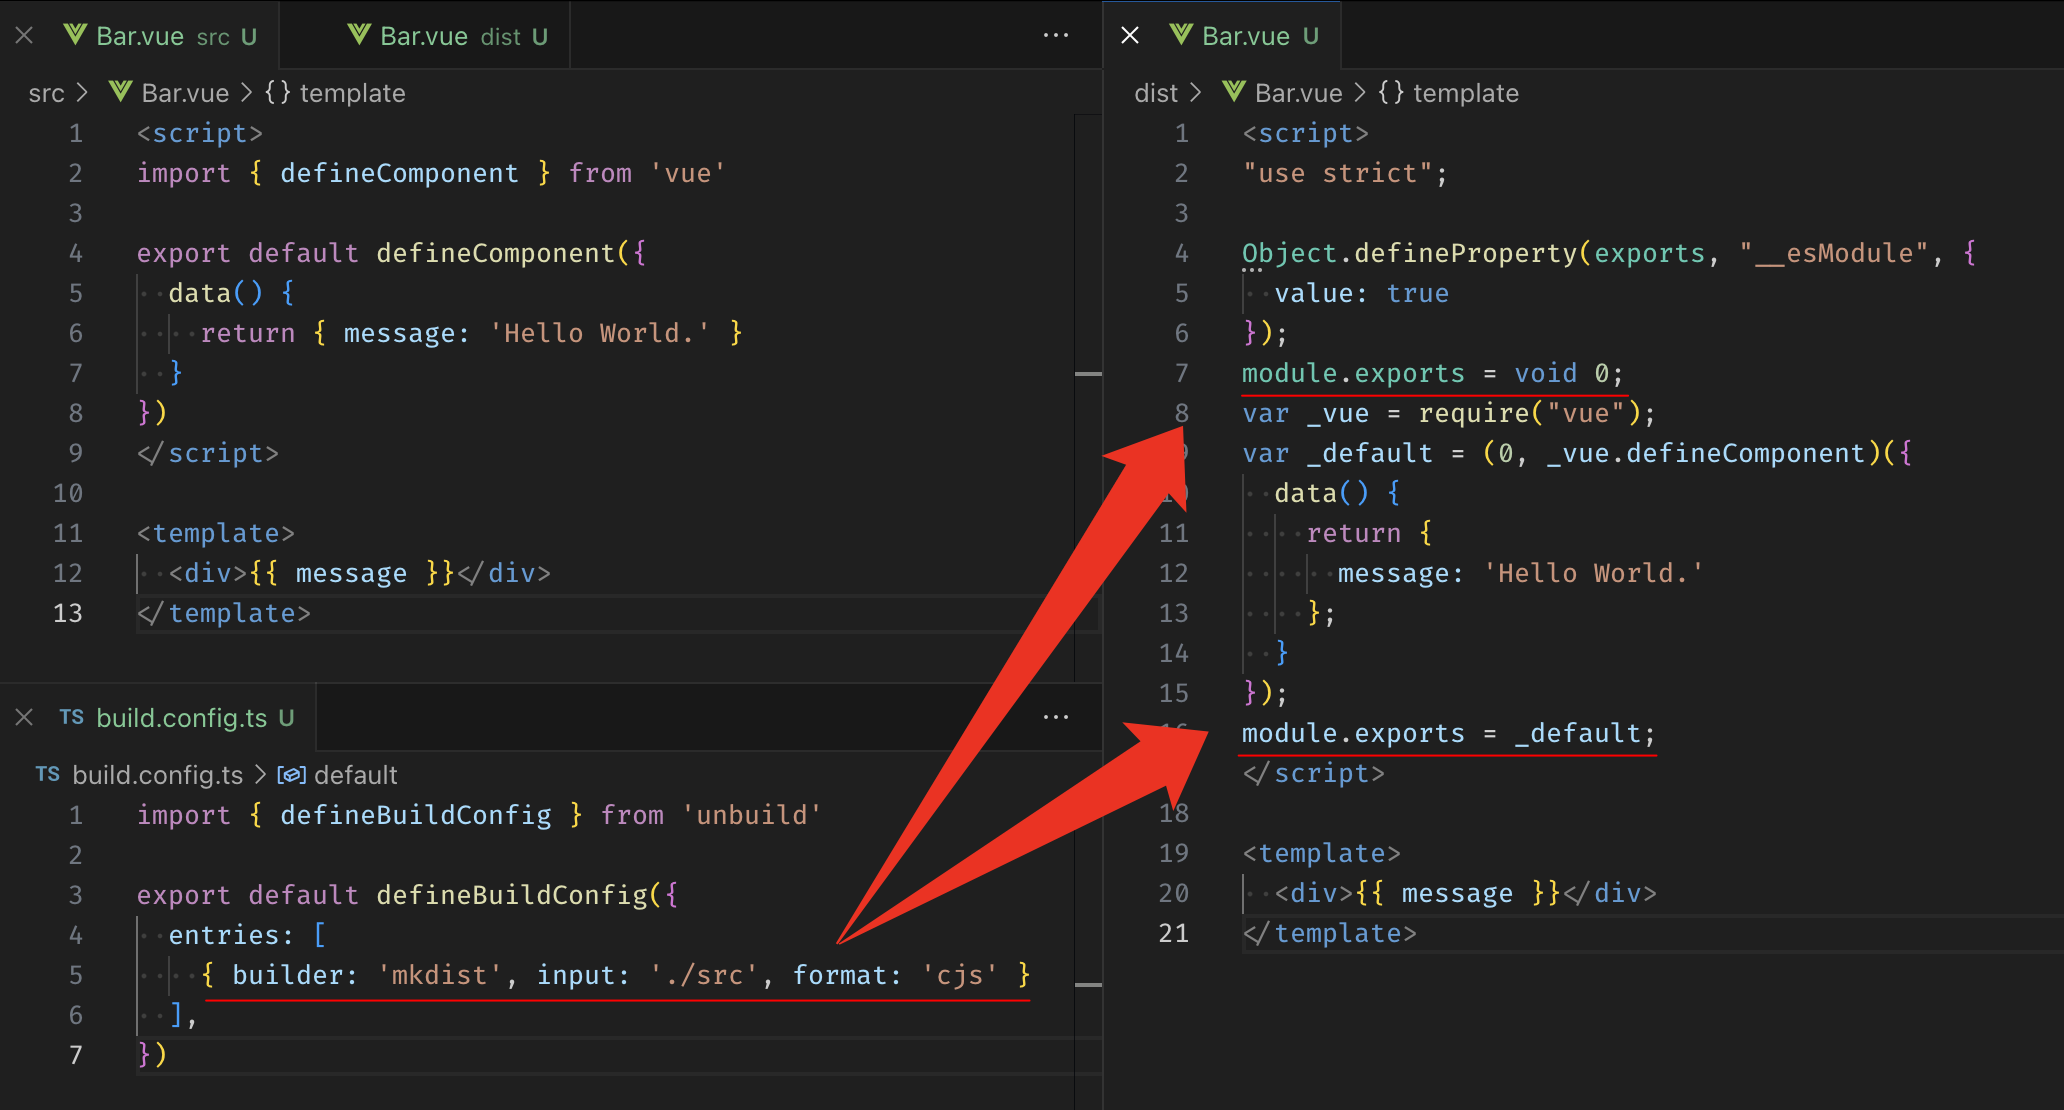 Bar.vue src U
Bar.vue dist U
···
src > Bar.vue > {} template
1 <script>
2 import { defineComponent } from 'vue'
3
4 export default defineComponent({
5   data() {
6     return { message: 'Hello World.' }
7   }
8 })
9 </script>
10
11 <template>
12   <div>{{ message }}</div>
13 </template>
TS build.config.ts U
···
TS build.config.ts > default
1 import { defineBuildConfig } from 'unbuild'
2
3 export default defineBuildConfig({
4   entries: [
5     { builder: 'mkdist', input: './src', format: 'cjs' }
6   ],
7 })
Bar.vue U
dist > Bar.vue > {} template
1 <script>
2 "use strict";
3
4 Object.defineProperty(exports, "__esModule", {
5   value: true
6 });
7 module.exports = void 0;
8 var _vue = require("vue");
9 var _default = (0, _vue.defineComponent)({
10   data() {
11     return {
12       message: 'Hello World.'
13     };
14   }
15 });
16 module.exports = _default;
</script>
18
19 <template>
20   <div>{{ message }}</div>
21 </template>